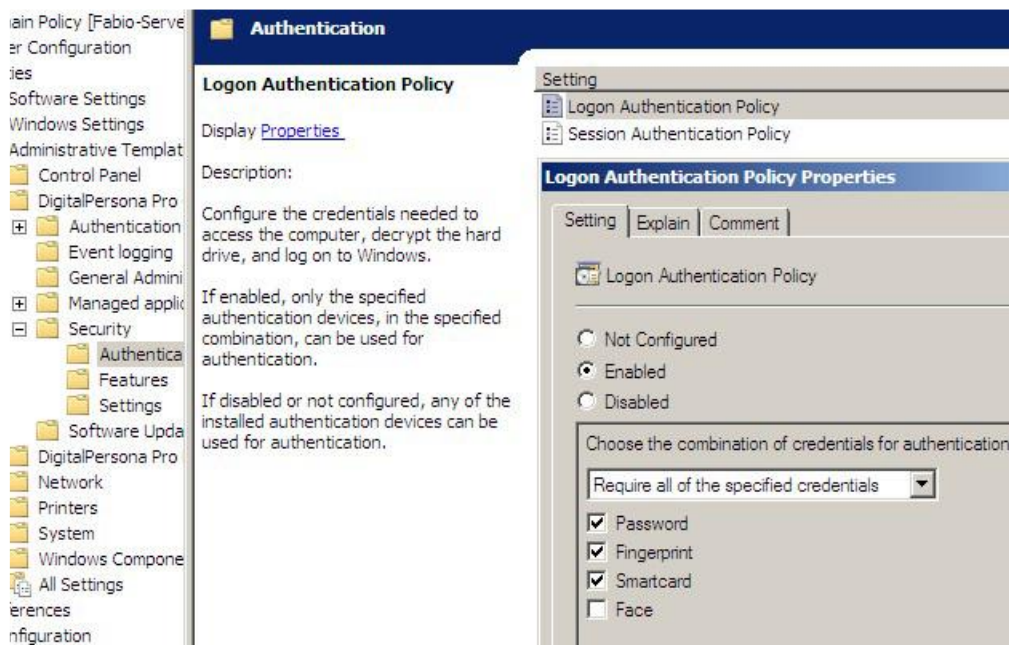 ain Policy [Fabio-Serve
er Configuration
ies
Software Settings
Windows Settings
Administrative Templat
Control Panel
DigitalPersona Pro
Authentication
Event logging
General Admini
Managed applic
Security
Authentica
Features
Settings
Software Upda
DigitalPersona Pro
Network
Printers
System
Windows Compone
All Settings
ferences
nfiguration
Authentication
Logon Authentication Policy
Display Properties
Description:
Configure the credentials needed to
access the computer, decrypt the hard
drive, and log on to Windows.
If enabled, only the specified
authentication devices, in the specified
combination, can be used for
authentication.
If disabled or not configured, any of the
installed authentication devices can be
used for authentication.
Setting
Logon Authentication Policy
Session Authentication Policy
Logon Authentication Policy Properties
Setting Explain Comment
Logon Authentication Policy
Not Configured
Enabled
Disabled
Choose the combination of credentials for authentication
Require all of the specified credentials
Password
Fingerprint
Smartcard
Face